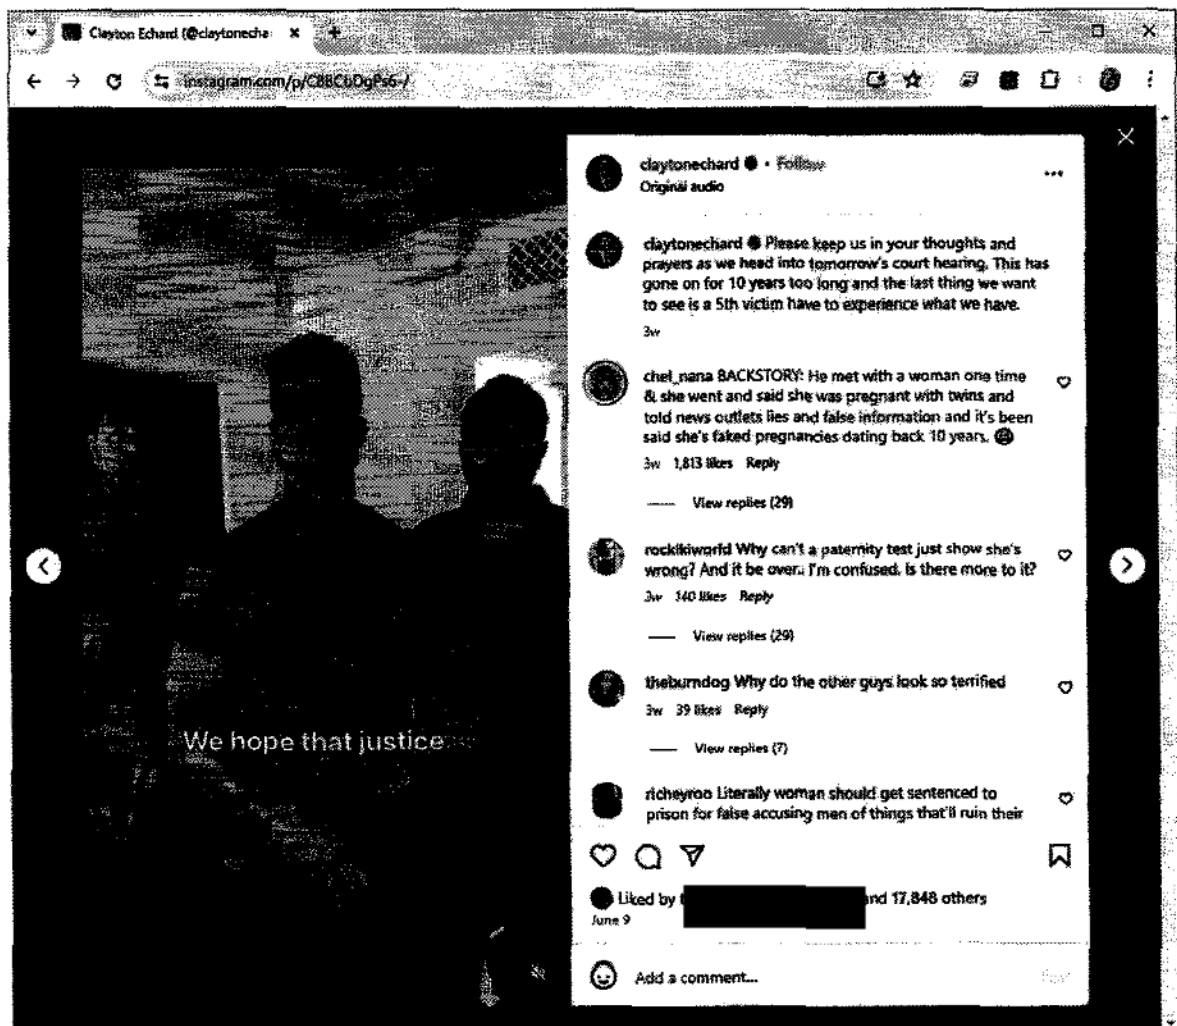 Clayton Echard (@claytonecha
instagram.com/p/C8BCbDgPs6-/
claytonechard • Follow
Original audio
claytonechard Please keep us in your thoughts and
prayers as we head into tomorrow's court hearing. This has
gone on for 10 years too long and the last thing we want
to see is a 5th victim have to experience what we have.
3w
chel_nana BACKSTORY: He met with a woman one time
& she went and said she was pregnant with twins and
told news outlets lies and false information and it's been
said she's faked pregnancies dating back 10 years.
3w 1,813 likes Reply
View replies (29)
rockikiworld Why can't a paternity test just show she's
wrong? And it be over. I'm confused. Is there more to it?
3w 140 likes Reply
View replies (29)
theburndog Why do the other guys look so terrified
3w 39 likes Reply
View replies (7)
We hope that justice
richeyroo Literally woman should get sentenced to
prison for false accusing men of things that'll ruin their
Liked by and 17,848 others
June 9
Add a comment...